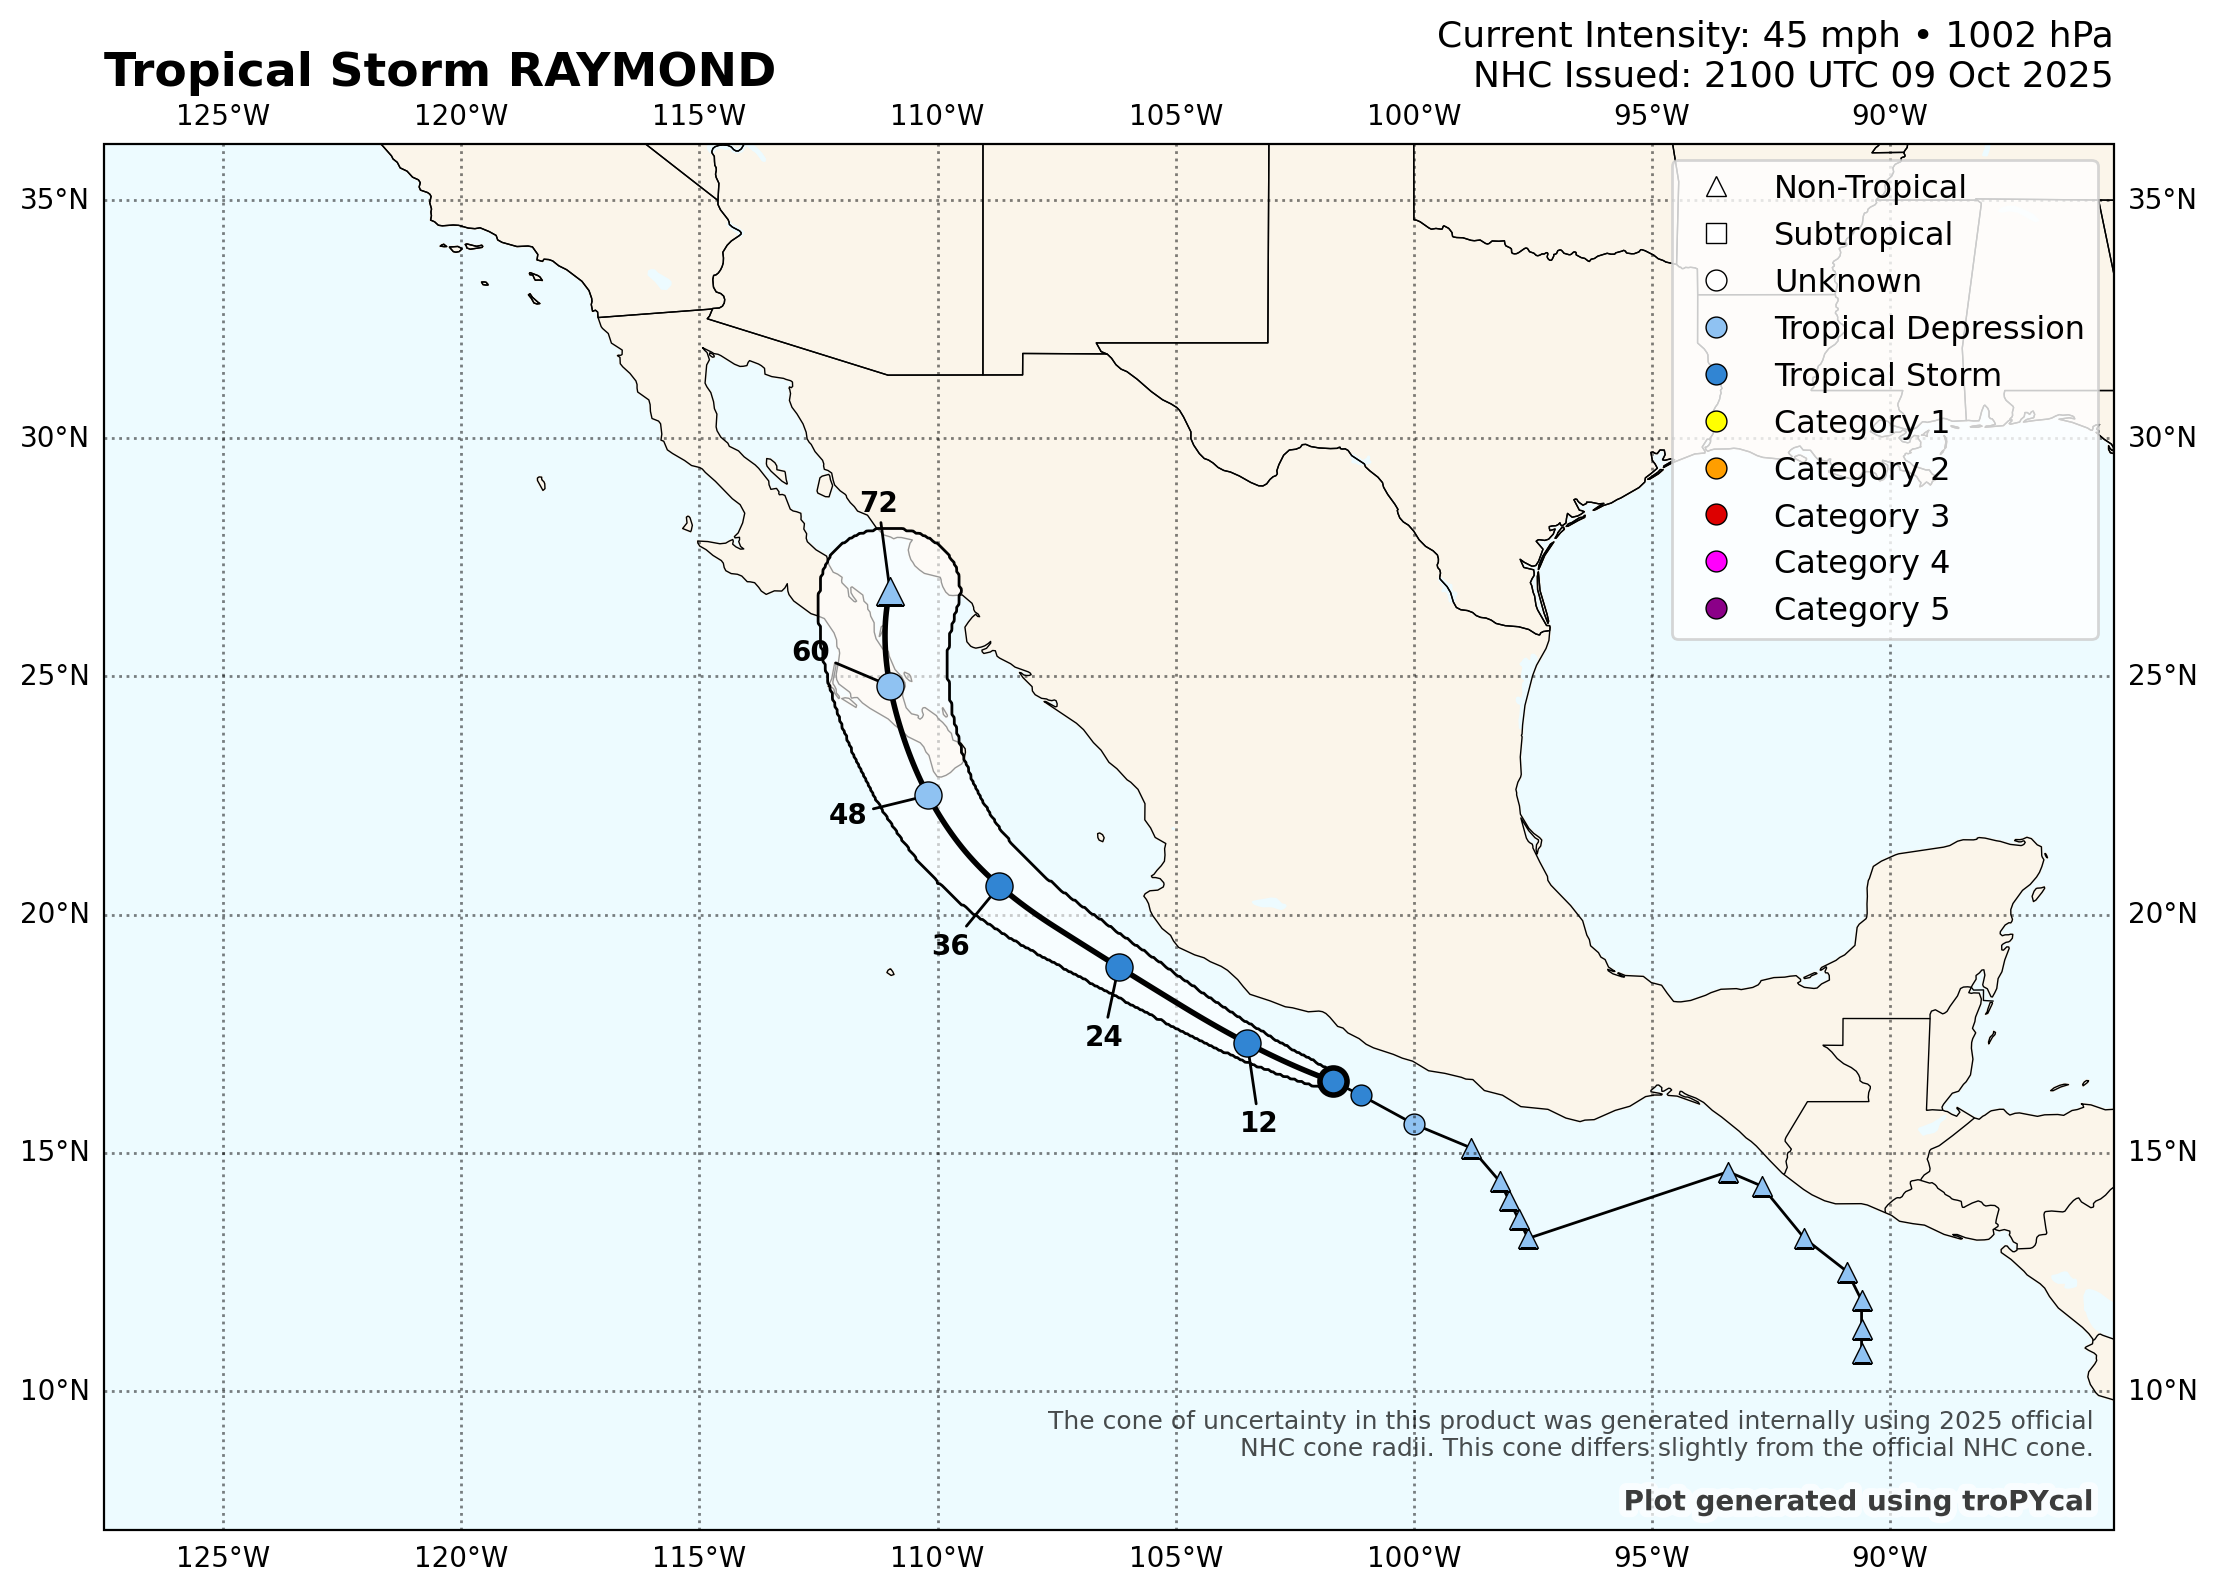 Current Intensity: 45 mph • 1002 hPa
Tropical Storm RAYMOND
NHC Issued: 2100 UTC 09 Oct 2025
125°W 120°W 115°W 110°W 105°W 100°W 95°W 90°W
35°N 35°N
30°N 30°N
25°N 25°N
20°N 20°N
15°N 15°N
10°N 10°N
Non-Tropical
Subtropical
Unknown
Tropical Depression
Tropical Storm
Category 1
Category 2
Category 3
Category 4
Category 5
72
60
48
36
24
12
The cone of uncertainty in this product was generated internally using 2025 official
NHC cone radii. This cone differs slightly from the official NHC cone.
Plot generated using troPYcal
125°W 120°W 115°W 110°W 105°W 100°W 95°W 90°W